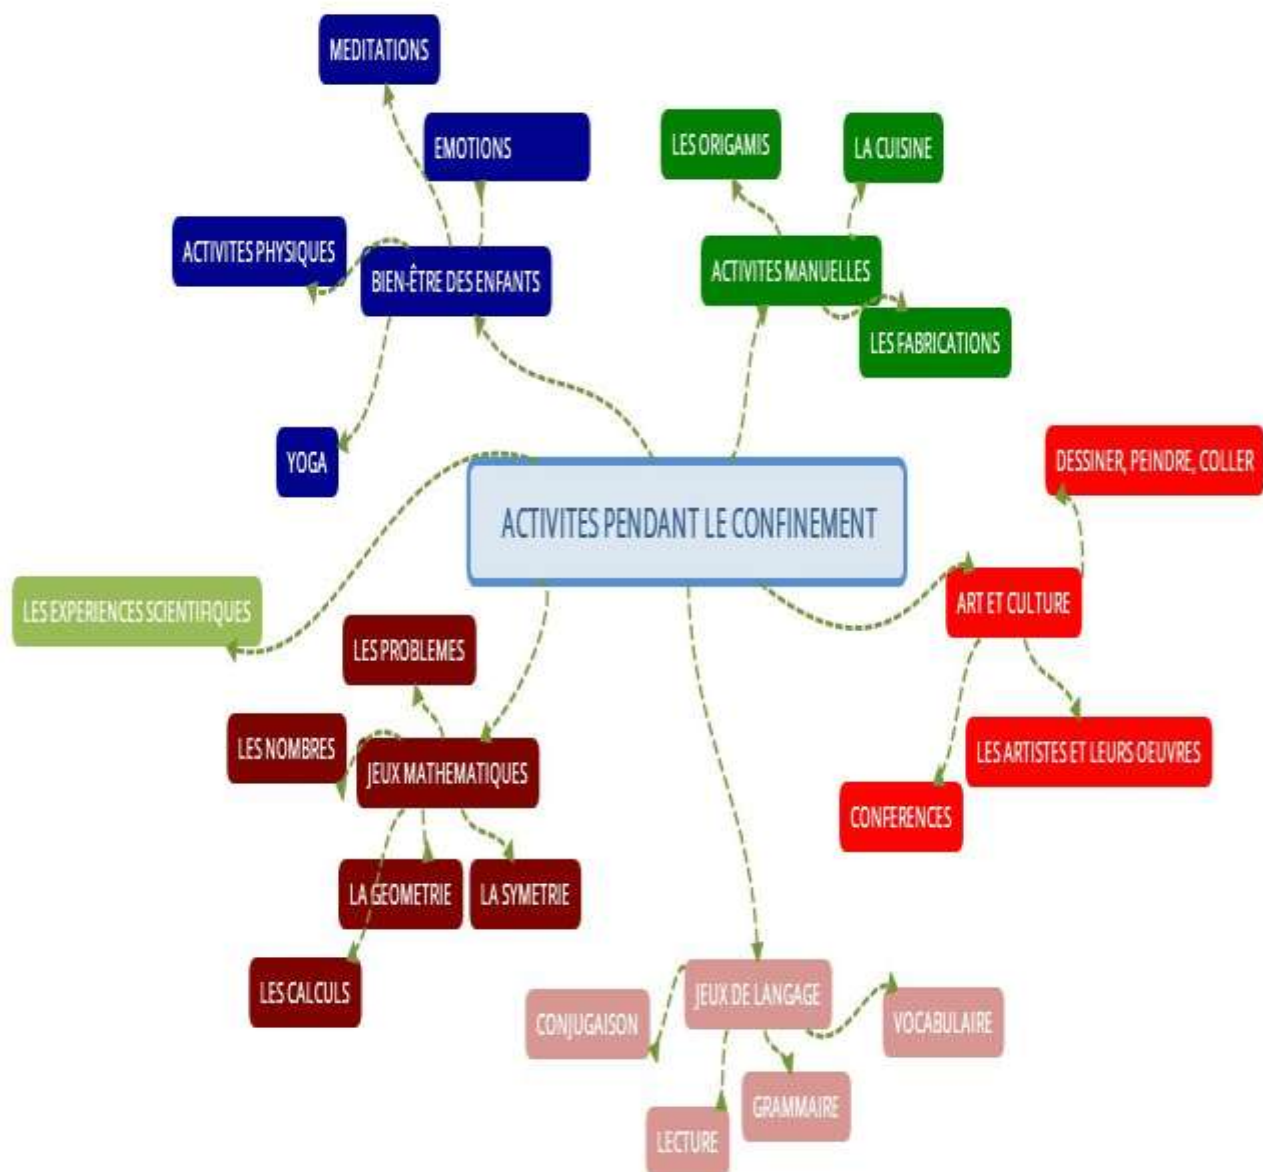 MEDITATIONS
EMOTIONS
LES ORIGAMIS
LA CUISINE
ACTIVITES PHYSIQUES
BIEN-ÊTRE DES ENFANTS
ACTIVITES MANUELLES
LES FABRICATIONS
YOGA
DESSINER, PEINDRE, COLLER
ACTIVITES PENDANT LE CONFINEMENT
ART ET CULTURE
LES EXPERIENCES SCIENTIFIQUES
LES PROBLEMES
LES NOMBRES
JEUX MATHEMATIQUES
LES ARTISTES ET LEURS OEUVRES
CONFERENCES
LA GEOMETRIE
LA SYMETRIE
LES CALCULS
JEUX DE LANGAGE
CONJUGAISON
VOCABULAIRE
GRAMMAIRE
LECTURE